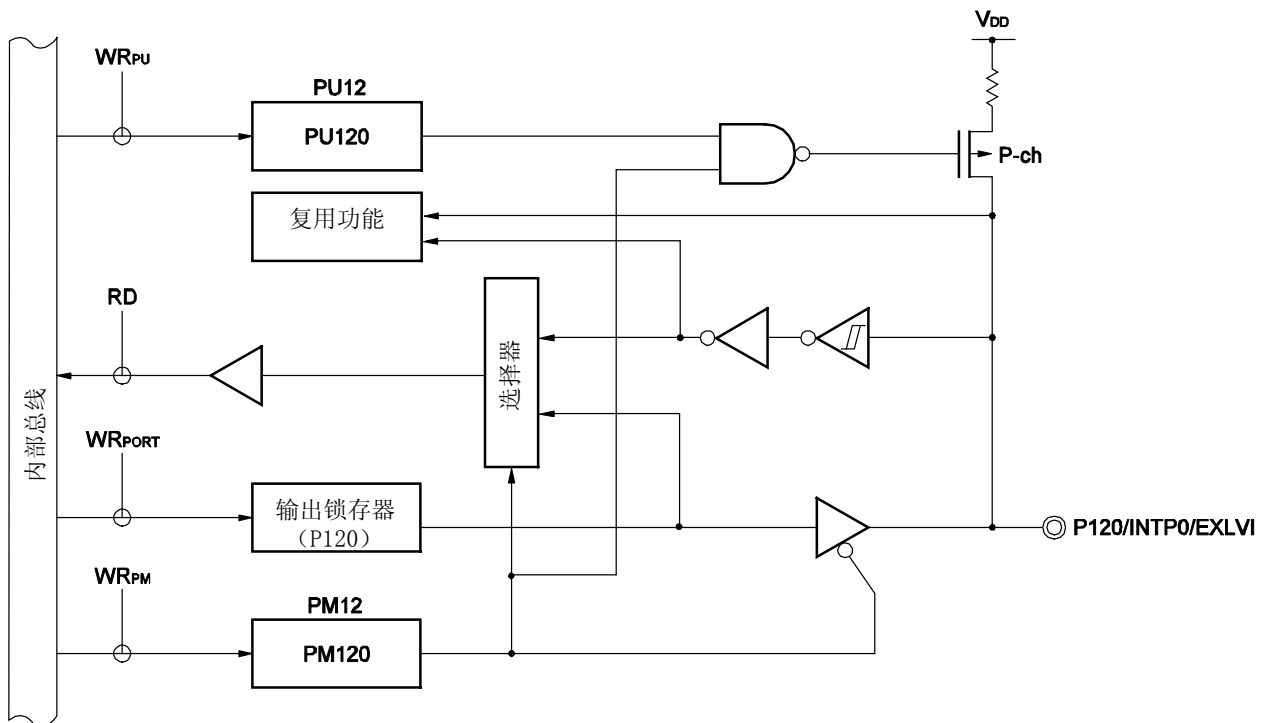 VDD
WRPU
PU12
PU120
P-ch
复用功能
RD
选择器
内部总线
WRPORT
输出锁存器
(P120)
P120/INTP0/EXLVI
WRPM
PM12
PM120